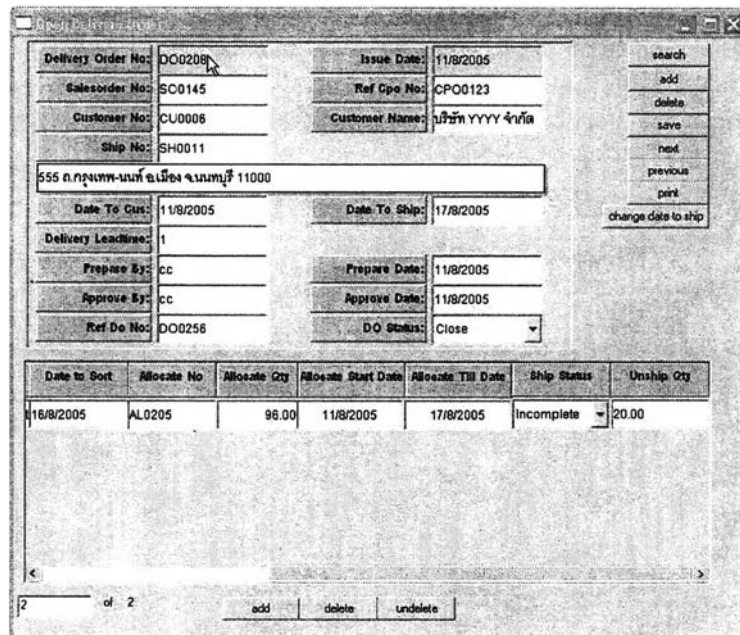 Open Delivery Order
Delivery Order No: DO0208 Issue Date: 11/8/2005
Salesorder No: SO0145 Ref Cpo No: CPO0123
Customer No: CU0006 Customer Name: บริษัท YYYY จำกัด
Ship No: SH0011
555 ถ.กรุงเทพ-นนท์ อ.เมือง จ.นนทบุรี 11000
Date To Cus: 11/8/2005 Date To Ship: 17/8/2005
Delivery Leadtime: 1
Prepare By: cc Prepare Date: 11/8/2005
Approve By: cc Approve Date: 11/8/2005
Ref Do No: DO0256 DO Status: Close
search
add
delete
save
next
previous
print
change date to ship
Date to Sort Allocate No Allocate Qty Allocate Start Date Allocate Till Date Ship Status Unship Qty
16/8/2005 AL0205 96.00 11/8/2005 17/8/2005 Incomplete 20.00
2 of 2
add delete undelete